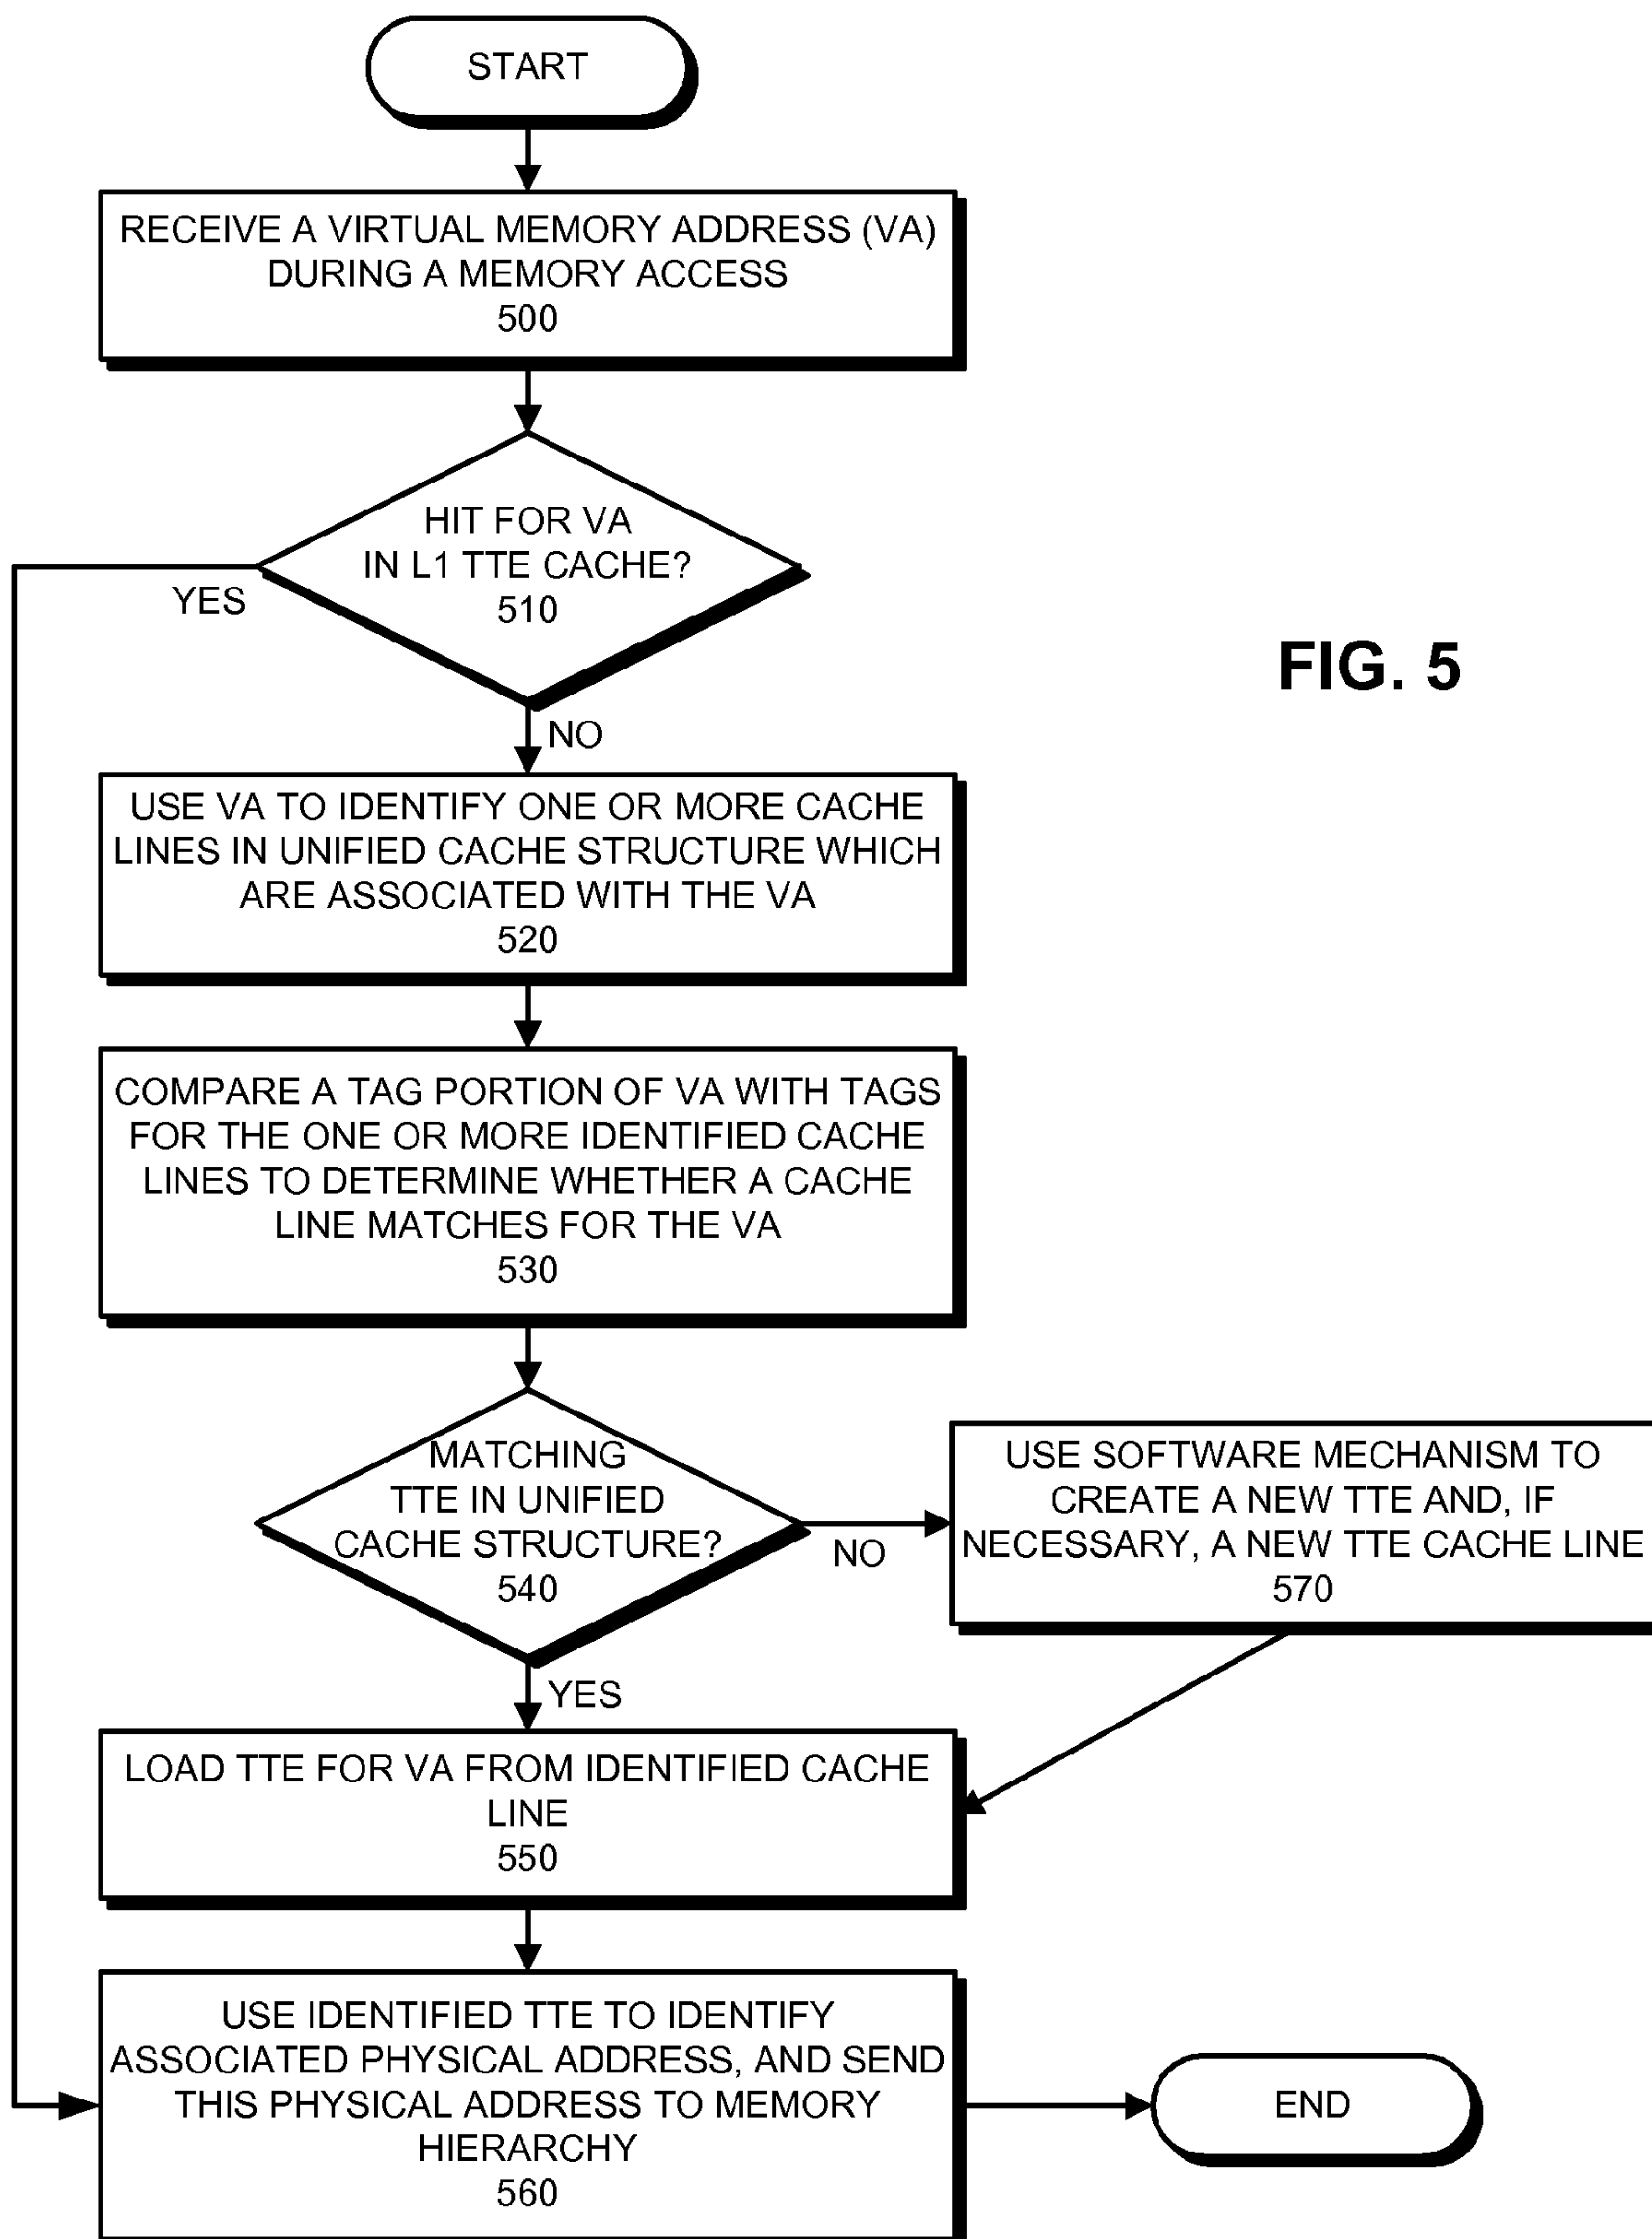 START
RECEIVE A VIRTUAL MEMORY ADDRESS (VA)
DURING A MEMORY ACCESS
500
HIT FOR VA
IN L1 TTE CACHE?
510
YES
FIG. 5
NO
USE VA TO IDENTIFY ONE OR MORE CACHE
LINES IN UNIFIED CACHE STRUCTURE WHICH
ARE ASSOCIATED WITH THE VA
520
COMPARE A TAG PORTION OF VA WITH TAGS
FOR THE ONE OR MORE IDENTIFIED CACHE
LINES TO DETERMINE WHETHER A CACHE
LINE MATCHES FOR THE VA
530
MATCHING
TTE IN UNIFIED
CACHE STRUCTURE?
540
NO
USE SOFTWARE MECHANISM TO
CREATE A NEW TTE AND, IF
NECESSARY, A NEW TTE CACHE LINE
570
YES
LOAD TTE FOR VA FROM IDENTIFIED CACHE
LINE
550
USE IDENTIFIED TTE TO IDENTIFY
ASSOCIATED PHYSICAL ADDRESS, AND SEND
THIS PHYSICAL ADDRESS TO MEMORY
HIERARCHY
560
END